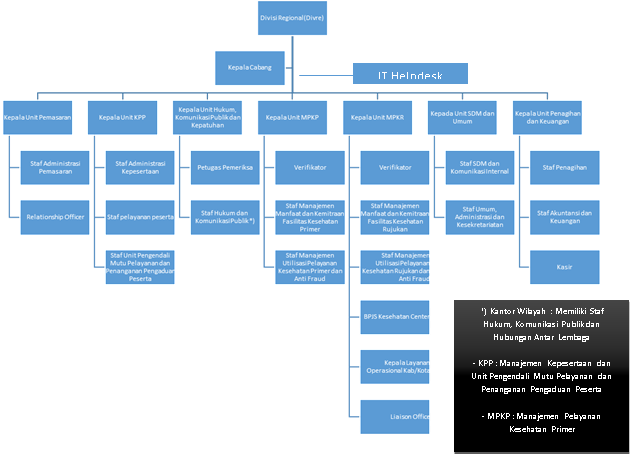 Divisi Regional(Divre)
Kepala Cabang
IT Helpdesk
Kepala Unit Pemasaran
Kepala Unit KPP
Kepala Unit Hukum,
Komunikasi Publik dan
Kepatuhan
Kepala Unit MPKP
Kepala Unit MPKR
Kepada Unit SDM dan
Umum
Kepala Unit Penagihan
dan Keuangan
Staf Administrasi
Pemasaran
Staf Administrasi
Kepesertaan
Petugas Pemeriksa
Verifikator
Verifikator
Staf SDM dan
Komunikasi Internal
Staf Penagihan
Relationship Officer
Staf pelayanan peserta
Staf Hukum dan
Komunikasi Publik*)
Staf Manajemen
Manfaat dan Kemitraan
Fasilitas Kesehatan
Primer
Staf Manajemen
Manfaat dan Kemitraan
Fasilitas Kesehatan
Rujukan
Staf Umum,
Administrasi dan
Kesekretariatan
Staf Akuntansi dan
Keuangan
Staf Unit Pengendali
Mutu Pelayanan dan
Penanganan Pengaduan
Peserta
Staf Manajemen
Utilisasi Pelayanan
Kesehatan Primer dan
Anti Fraud
Staf Manajemen
Utilisasi Pelayanan
Kesehatan Rujukan dan
Anti Fraud
Kasir
BPJS Kesehatan Center
Kepala Layanan
Operasional Kab/Kota
Liaison Office
*) Kantor Wilayah : Memiliki Staf
Hukum, Komunikasi Publik dan
Hubungan Antar Lembaga
- KPP : Manajemen Kepesertaan dan
Unit Pengendali Mutu Pelayanan dan
Penanganan Pengaduan Peserta
- MPKP : Manajemen Pelayanan
Kesehatan Primer